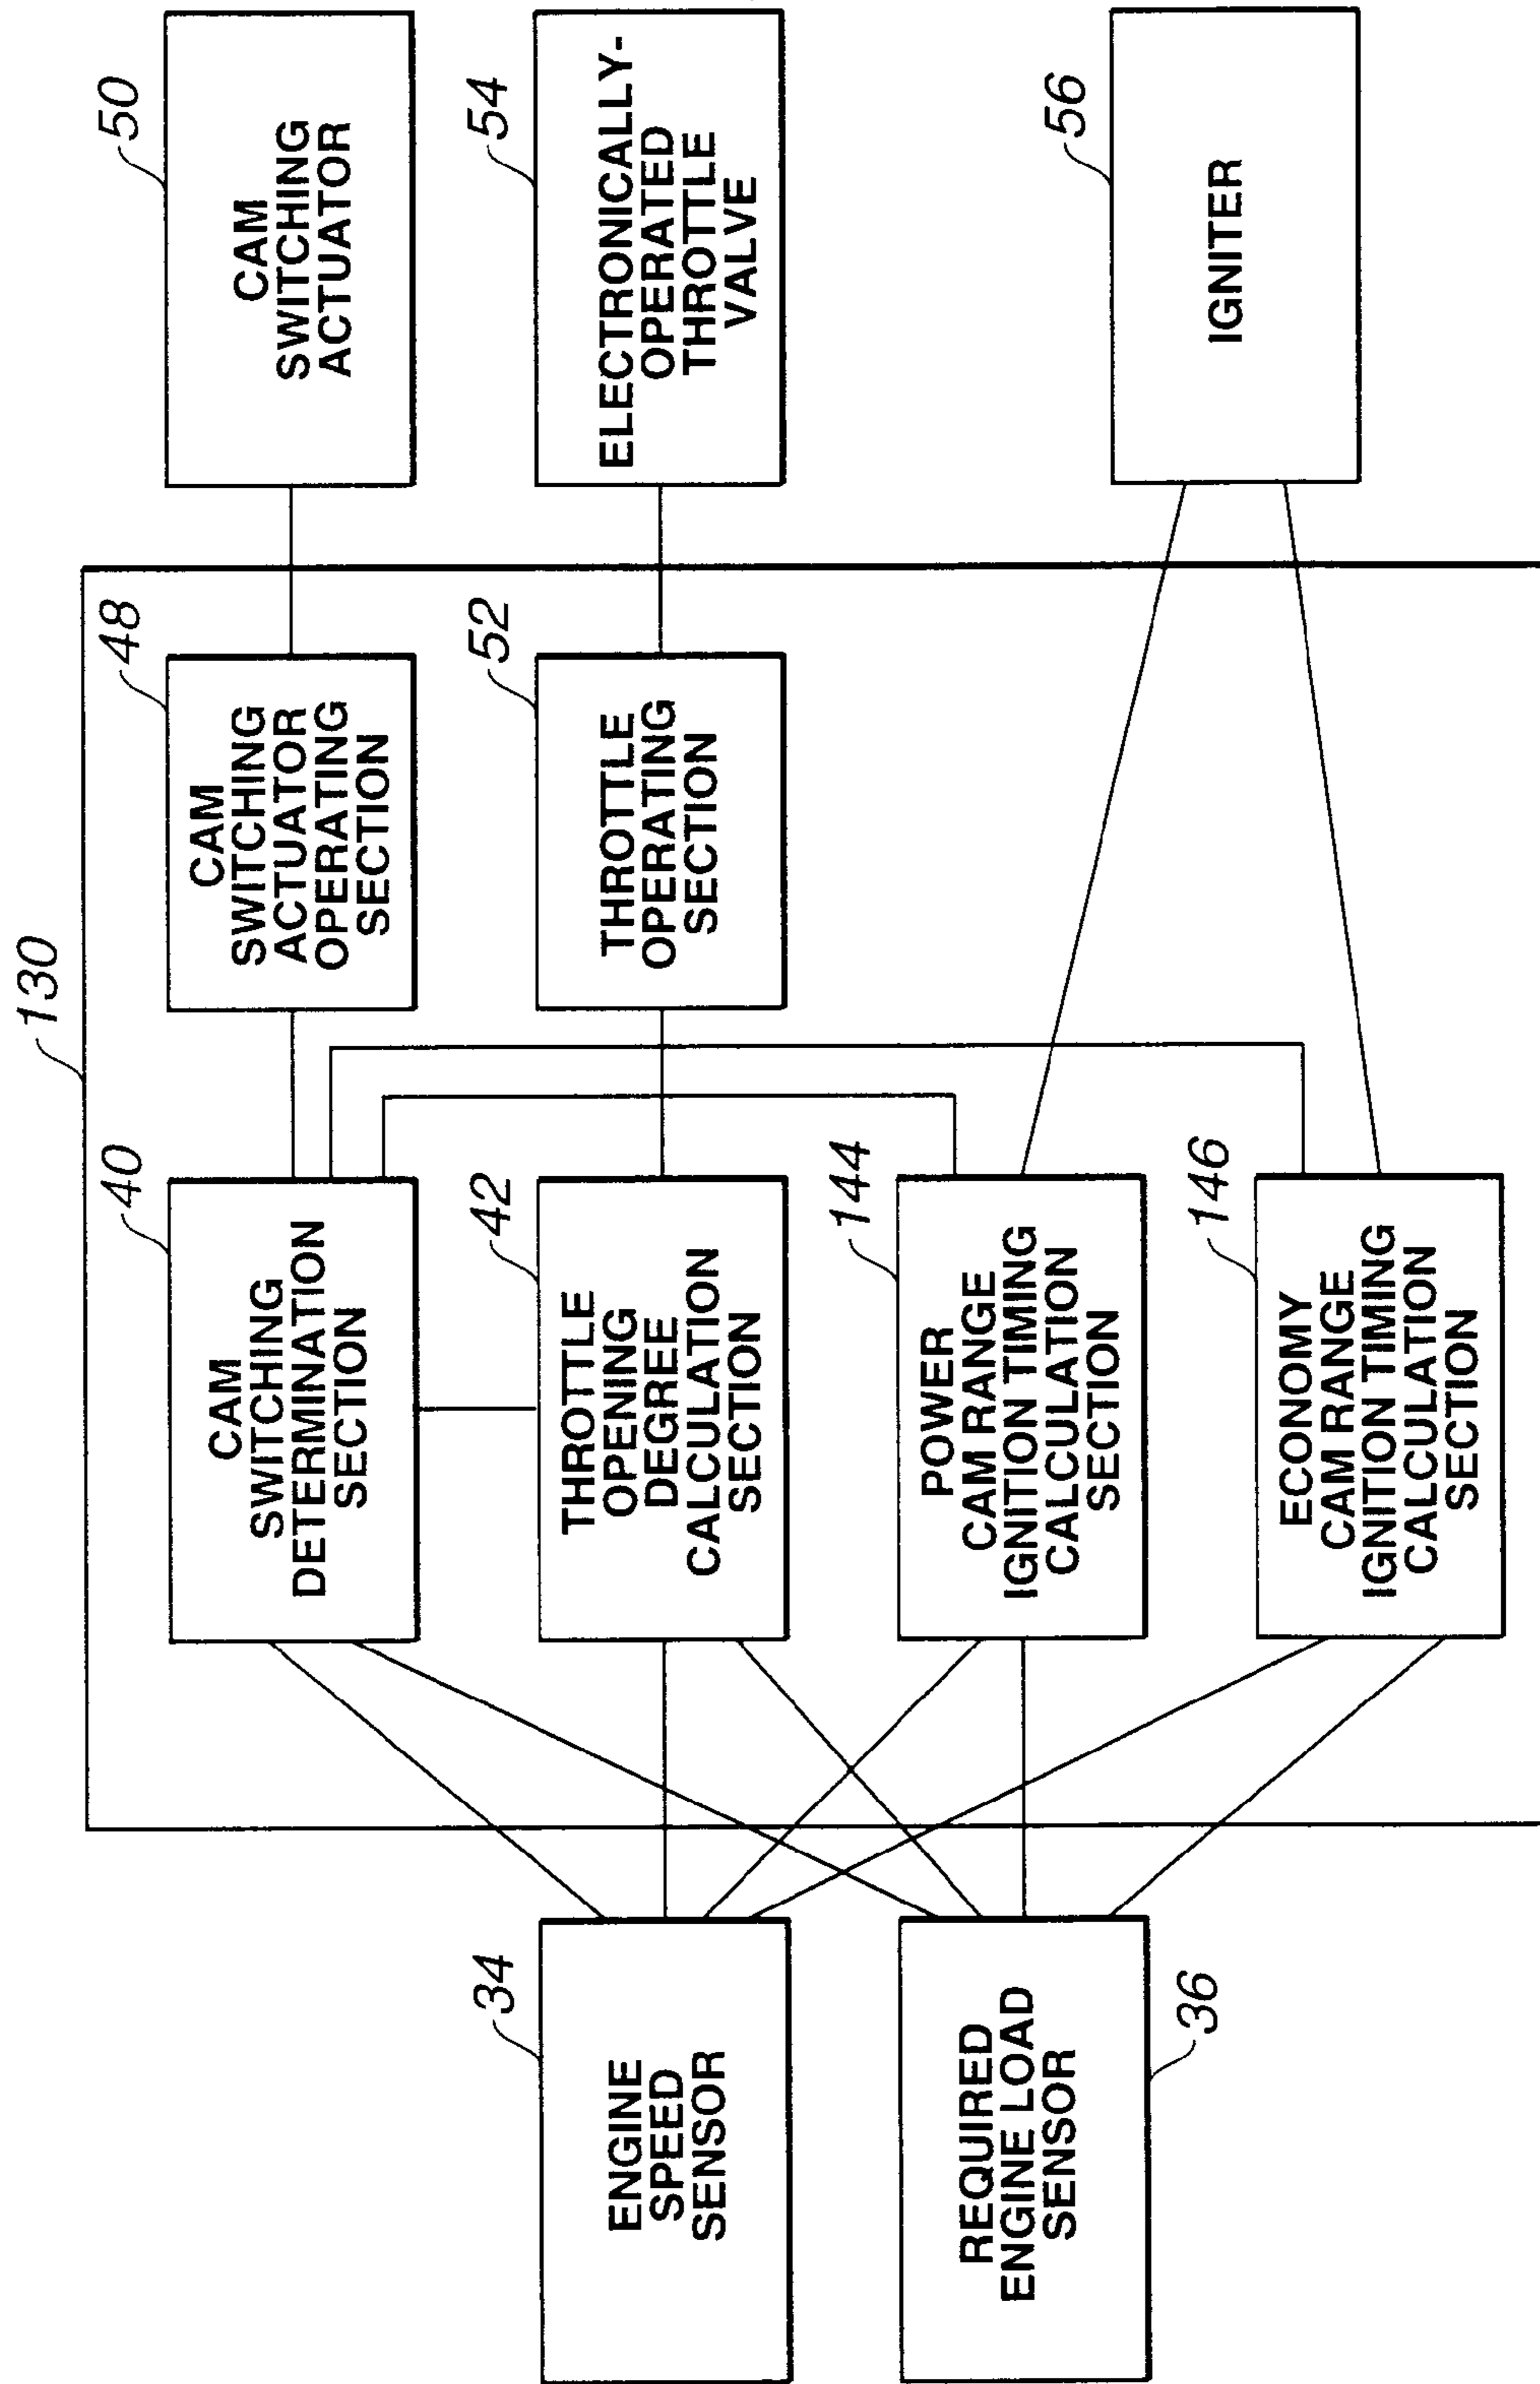 130
34
ENGINE
SPEED
SENSOR
36
REQUIRED
ENGINE LOAD
SENSOR
40
CAM
SWITCHING
DETERMINATION
SECTION
42
THROTTLE
OPENING
DEGREE
CALCULATION
SECTION
144
POWER
CAM RANGE
IGNITION TIMING
CALCULATION
SECTION
146
ECONOMY
CAM RANGE
IGNITION TIMING
CALCULATION
SECTION
48
CAM
SWITCHING
ACTUATOR
OPERATING
SECTION
52
THROTTLE
OPERATING
SECTION
50
CAM
SWITCHING
ACTUATOR
54
ELECTRONICALLY-
OPERATED
THROTTLE
VALVE
56
IGNITER